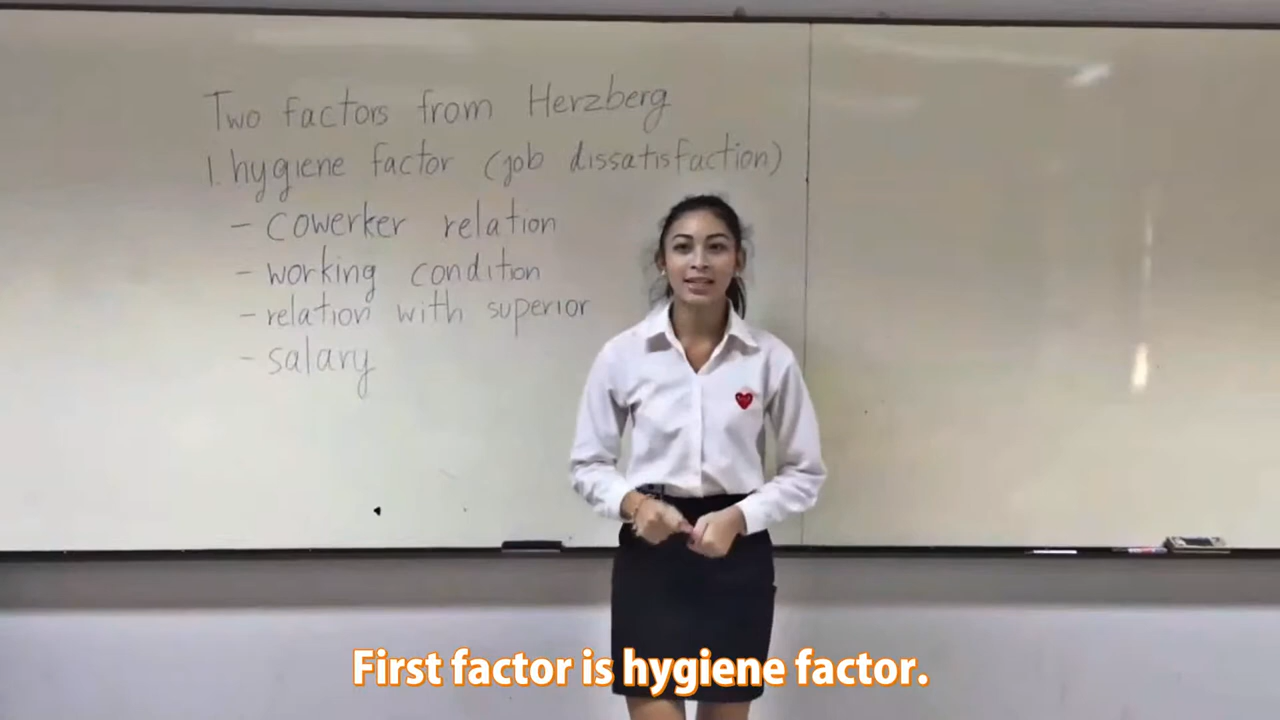 Two factors from Herzberg
1. hygiene factor (job dissatisfaction)
- cowerker relation
- working condition
- relation with superior
- salary
First factor is hygiene factor.